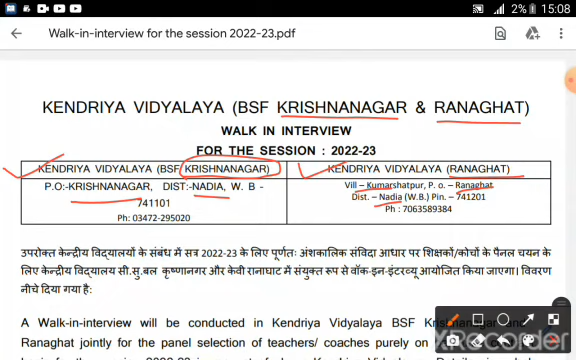 2% 15:08
Walk-in-interview for the session 2022-23.pdf
KENDRIYA VIDYALAYA (BSF KRISHNANAGAR & RANAGHAT)
WALK IN INTERVIEW
FOR THE SESSION : 2022-23
KENDRIYA VIDYALAYA (BSF KRISHNANAGAR)
P.O:-KRISHNANAGAR, DIST:-NADIA, W. B -
741101
Ph: 03472-295020
KENDRIYA VIDYALAYA (RANAGHAT)
Vill – Kumarshatpur, P. o – Ranaghat
Dist. – Nadia (W.B.) Pin. – 741201
Ph : 7063589384
उपरोक्त केन्द्रीय विद्यालयों के संबंध में सत्र 2022-23 के लिए पूर्णतः अंशकालिक संविदा आधार पर शिक्षकों/कोचों के पैनल चयन के
लिए केन्द्रीय विद्यालय सी.सु.बल कृष्णानगर और केवी रानाघाट में संयुक्त रूप से वॉक-इन-इंटरव्यू आयोजित किया जाएगा। विवरण
नीचे दिया गया है:
A Walk-in-interview will be conducted in Kendriya Vidyalaya BSF
Ranaghat jointly for the panel selection of teachers/ coaches purely on
XRecorder